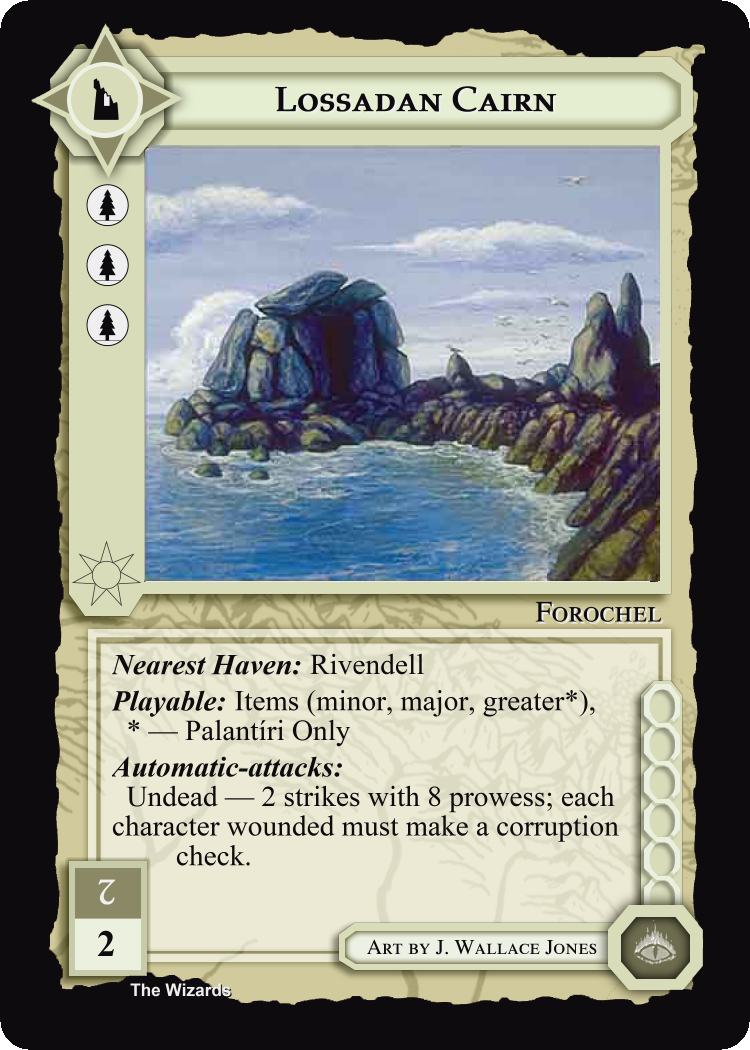 Lossadan Cairn
Forochel
Nearest Haven: Rivendell
Playable: Items (minor, major, greater*),
* — Palantíri Only
Automatic-attacks:
Undead — 2 strikes with 8 prowess; each
character wounded must make a corruption
check.
2
2
Art by J. Wallace Jones
The Wizards